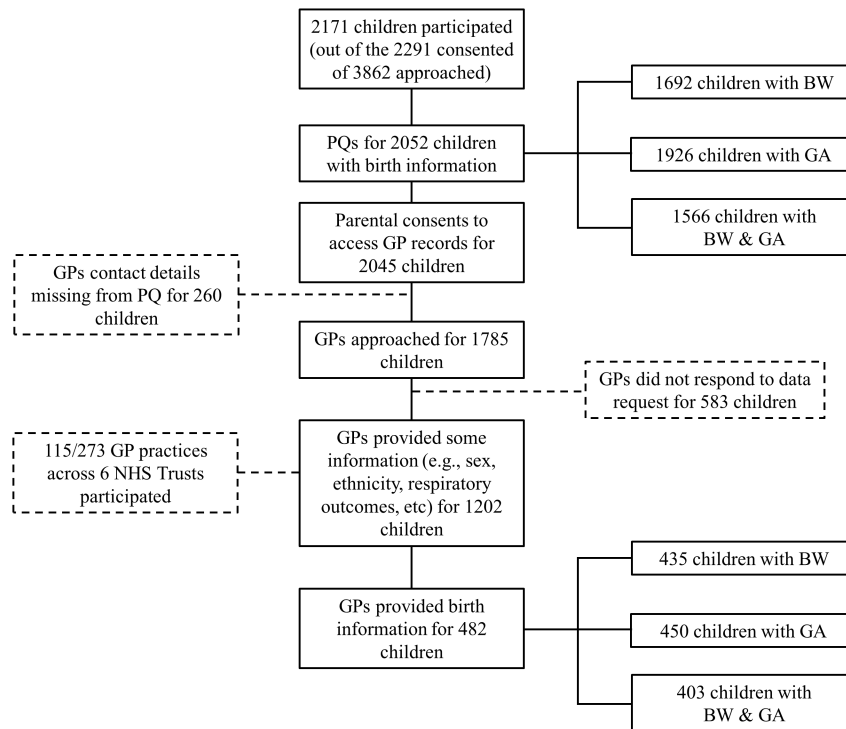 2171 children participated
(out of the 2291 consented
of 3862 approached)
1692 children with BW
PQs for 2052 children
with birth information
1926 children with GA
1566 children with
BW & GA
Parental consents to
access GP records for
2045 children
GPs contact details
missing from PQ for 260
children
GPs approached for 1785
children
GPs did not respond to data
request for 583 children
115/273 GP practices
across 6 NHS Trusts
participated
GPs provided some
information (e.g., sex,
ethnicity, respiratory
outcomes, etc) for 1202
children
435 children with BW
GPs provided birth
information for 482
children
450 children with GA
403 children with
BW & GA